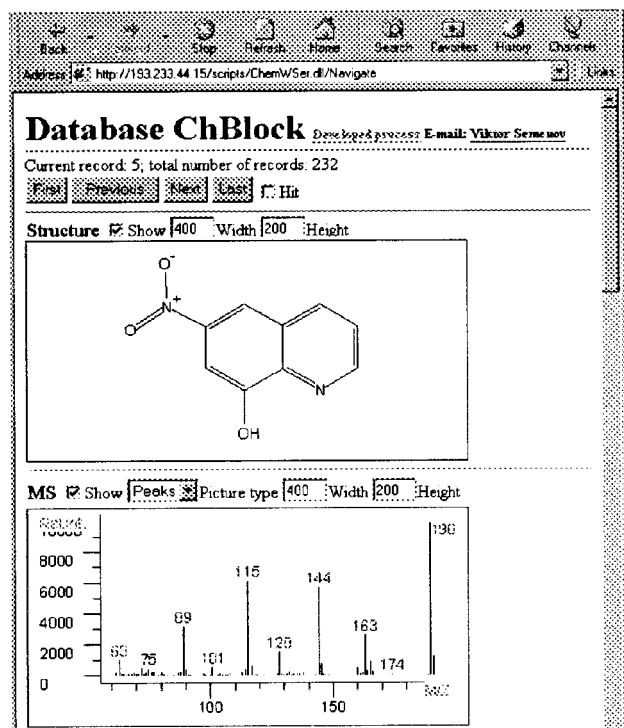 Back Stop Refresh Home Search Favorites History Channels
Address http://193.233.44.15/scripts/ChemWSer.dll/Navigate Links
Database ChBlock Developed process E-mail: Viktor Semenov
Current record: 5; total number of records: 232
First Previous Next Last Hit
Structure Show 400 Width 200 Height
O-
N+
O
N
OH
MS Show Peaks Picture type 400 Width 200 Height
10000
8000
6000
4000
2000
0
63
75
89
101
115
128
144
163
174
190
100
150
M/Z